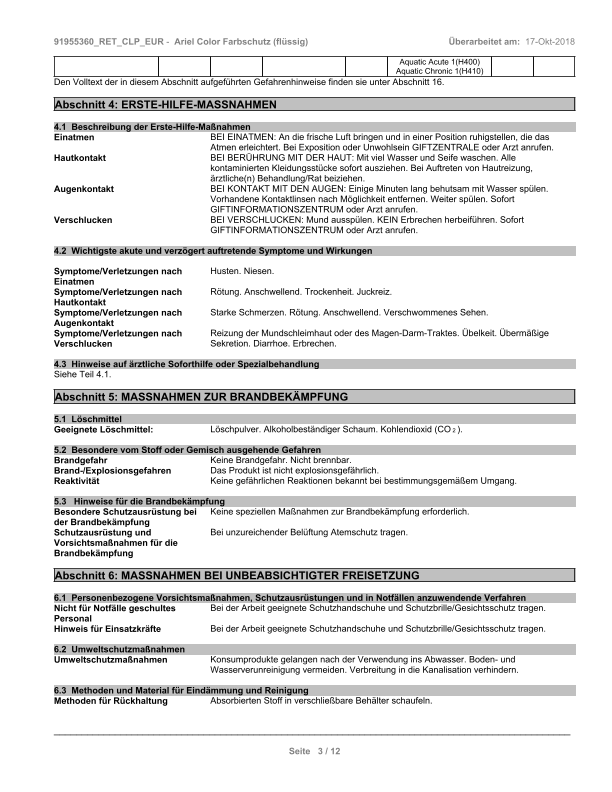 91955360_RET_CLP_EUR - Ariel Color Farbschutz (flüssig) Überarbeitet am: 17-Okt-2018
Aquatic Acute 1(H400)
Aquatic Chronic 1(H410)
Den Volltext der in diesem Abschnitt aufgeführten Gefahrenhinweise finden sie unter Abschnitt 16.
Abschnitt 4: ERSTE-HILFE-MASSNAHMEN
4.1 Beschreibung der Erste-Hilfe-Maßnahmen
Einatmen BEI EINATMEN: An die frische Luft bringen und in einer Position ruhigstellen, die das
Atmen erleichtert. Bei Exposition oder Unwohlsein GIFTZENTRALE oder Arzt anrufen.
Hautkontakt BEI BERÜHRUNG MIT DER HAUT: Mit viel Wasser und Seife waschen. Alle
kontaminierten Kleidungsstücke sofort ausziehen. Bei Auftreten von Hautreizung,
ärztliche(n) Behandlung/Rat beiziehen.
Augenkontakt BEI KONTAKT MIT DEN AUGEN: Einige Minuten lang behutsam mit Wasser spülen.
Vorhandene Kontaktlinsen nach Möglichkeit entfernen. Weiter spülen. Sofort
GIFTINFORMATIONSZENTRUM oder Arzt anrufen.
Verschlucken BEI VERSCHLUCKEN: Mund ausspülen. KEIN Erbrechen herbeiführen. Sofort
GIFTINFORMATIONSZENTRUM oder Arzt anrufen.
4.2 Wichtigste akute und verzögert auftretende Symptome und Wirkungen
Symptome/Verletzungen nach Husten. Niesen.
Einatmen
Symptome/Verletzungen nach Rötung. Anschwellend. Trockenheit. Juckreiz.
Hautkontakt
Symptome/Verletzungen nach Starke Schmerzen. Rötung. Anschwellend. Verschwommenes Sehen.
Augenkontakt
Symptome/Verletzungen nach Reizung der Mundschleimhaut oder des Magen-Darm-Traktes. Übelkeit. Übermäßige
Verschlucken Sekretion. Diarrhoe. Erbrechen.
4.3 Hinweise auf ärztliche Soforthilfe oder Spezialbehandlung
Siehe Teil 4.1.
Abschnitt 5: MASSNAHMEN ZUR BRANDBEKÄMPFUNG
5.1 Löschmittel
Geeignete Löschmittel: Löschpulver. Alkoholbeständiger Schaum. Kohlendioxid (CO₂).
5.2 Besondere vom Stoff oder Gemisch ausgehende Gefahren
Brandgefahr Keine Brandgefahr. Nicht brennbar.
Brand-/Explosionsgefahren Das Produkt ist nicht explosionsgefährlich.
Reaktivität Keine gefährlichen Reaktionen bekannt bei bestimmungsgemäßem Umgang.
5.3 Hinweise für die Brandbekämpfung
Besondere Schutzausrüstung bei Keine speziellen Maßnahmen zur Brandbekämpfung erforderlich.
der Brandbekämpfung
Schutzausrüstung und Bei unzureichender Belüftung Atemschutz tragen.
Vorsichtsmaßnahmen für die
Brandbekämpfung
Abschnitt 6: MASSNAHMEN BEI UNBEABSICHTIGTER FREISETZUNG
6.1 Personenbezogene Vorsichtsmaßnahmen, Schutzausrüstungen und in Notfällen anzuwendende Verfahren
Nicht für Notfälle geschultes Bei der Arbeit geeignete Schutzhandschuhe und Schutzbrille/Gesichtsschutz tragen.
Personal
Hinweis für Einsatzkräfte Bei der Arbeit geeignete Schutzhandschuhe und Schutzbrille/Gesichtsschutz tragen.
6.2 Umweltschutzmaßnahmen
Umweltschutzmaßnahmen Konsumprodukte gelangen nach der Verwendung ins Abwasser. Boden- und
Wasserverunreinigung vermeiden. Verbreitung in die Kanalisation verhindern.
6.3 Methoden und Material für Eindämmung und Reinigung
Methoden für Rückhaltung Absorbierten Stoff in verschließbare Behälter schaufeln.
Seite 3 / 12